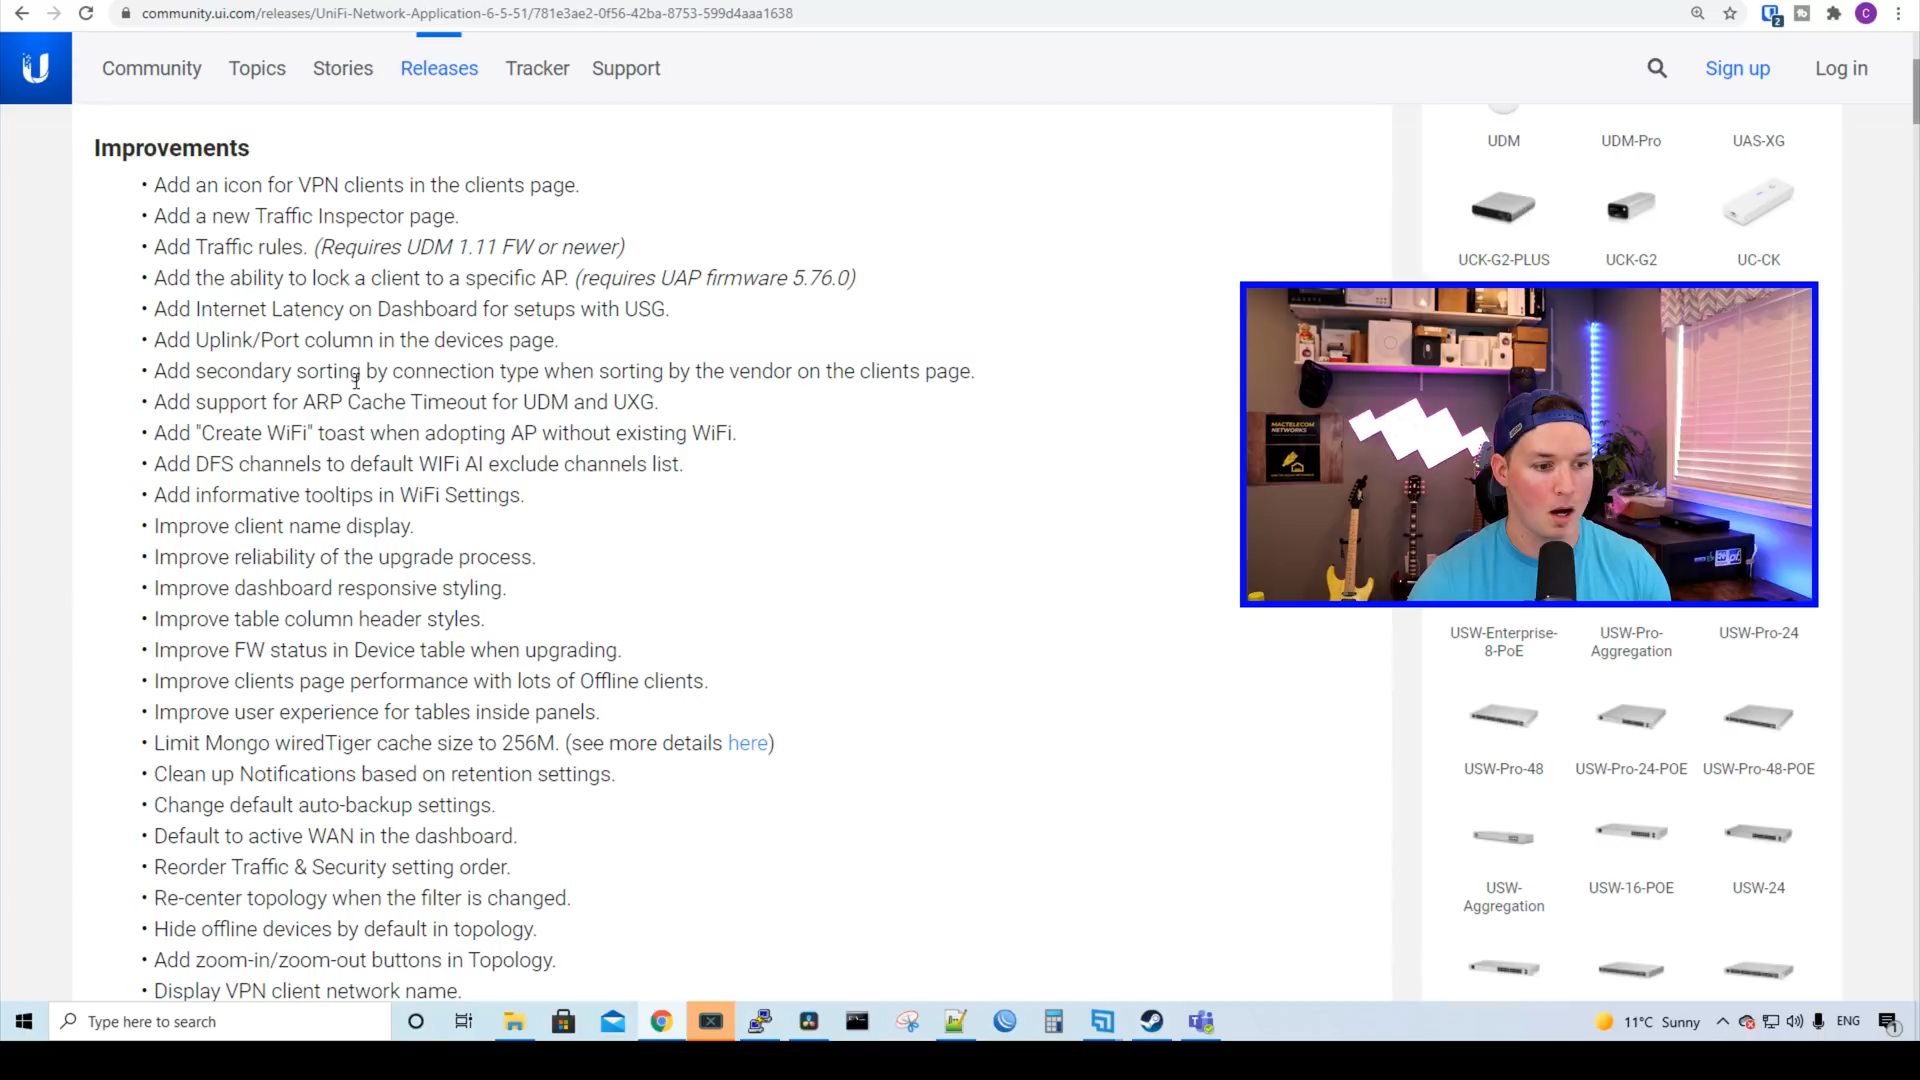 community.ui.com/releases/UniFi-Network-Application-6-5-51/781e3ae2-0f56-42ba-8753-599d4aaa1638
2
C
Community Topics Stories Releases Tracker Support
Sign up Log in
Improvements
• Add an icon for VPN clients in the clients page.
• Add a new Traffic Inspector page.
• Add Traffic rules. (Requires UDM 1.11 FW or newer)
• Add the ability to lock a client to a specific AP. (requires UAP firmware 5.76.0)
• Add Internet Latency on Dashboard for setups with USG.
• Add Uplink/Port column in the devices page.
• Add secondary sorting by connection type when sorting by the vendor on the clients page.
• Add support for ARP Cache Timeout for UDM and UXG.
• Add "Create WiFi" toast when adopting AP without existing WiFi.
• Add DFS channels to default WIFi AI exclude channels list.
• Add informative tooltips in WiFi Settings.
• Improve client name display.
• Improve reliability of the upgrade process.
• Improve dashboard responsive styling.
• Improve table column header styles.
• Improve FW status in Device table when upgrading.
• Improve clients page performance with lots of Offline clients.
• Improve user experience for tables inside panels.
• Limit Mongo wiredTiger cache size to 256M. (see more details here)
• Clean up Notifications based on retention settings.
• Change default auto-backup settings.
• Default to active WAN in the dashboard.
• Reorder Traffic & Security setting order.
• Re-center topology when the filter is changed.
• Hide offline devices by default in topology.
• Add zoom-in/zoom-out buttons in Topology.
• Display VPN client network name.
UDM UDM-Pro UAS-XG
UCK-G2-PLUS UCK-G2 UC-CK
MACTELECOM
NETWORKS
USW-Enterprise-
8-PoE
USW-Pro-
Aggregation
USW-Pro-24
USW-Pro-48 USW-Pro-24-POE USW-Pro-48-POE
USW-
Aggregation
USW-16-POE
USW-24
Type here to search
11°C Sunny
ENG
1